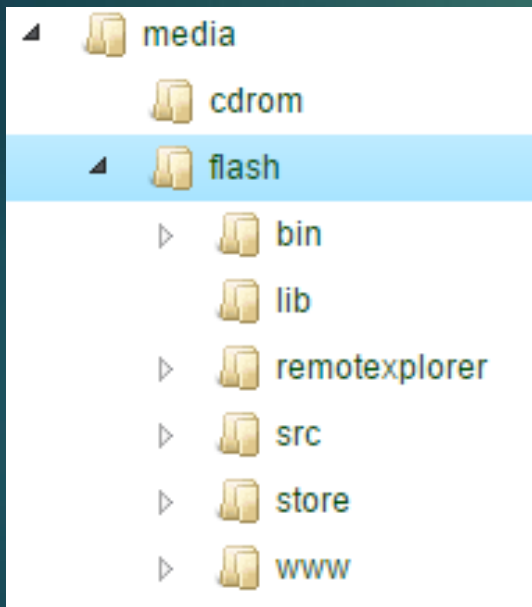 media
cdrom
flash
bin
lib
remotexplorer
src
store
www